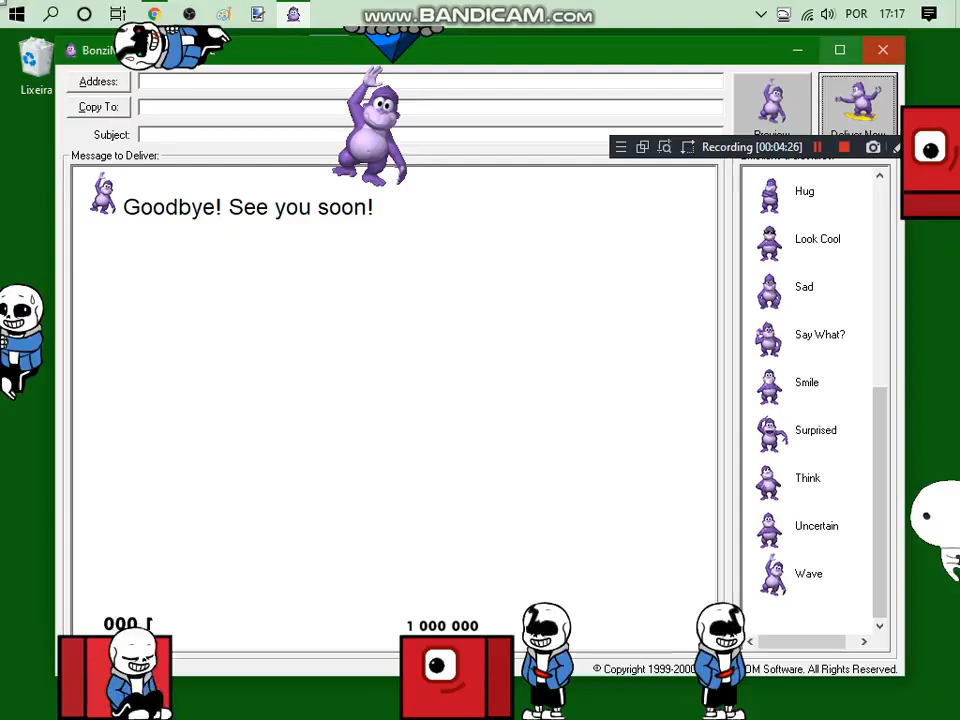 www.BANDICAM.com
POR
17:17
Lixeira
Address:
Copy To:
Subject:
Recording [00:04:26]
Message to Deliver:
Goodbye! See you soon!
Hug
Look Cool
Sad
Say What?
Smile
Surprised
Think
Uncertain
Wave
1 000
1 000 000
© Copyright 1999-2000
OM Software. All Rights Reserved.